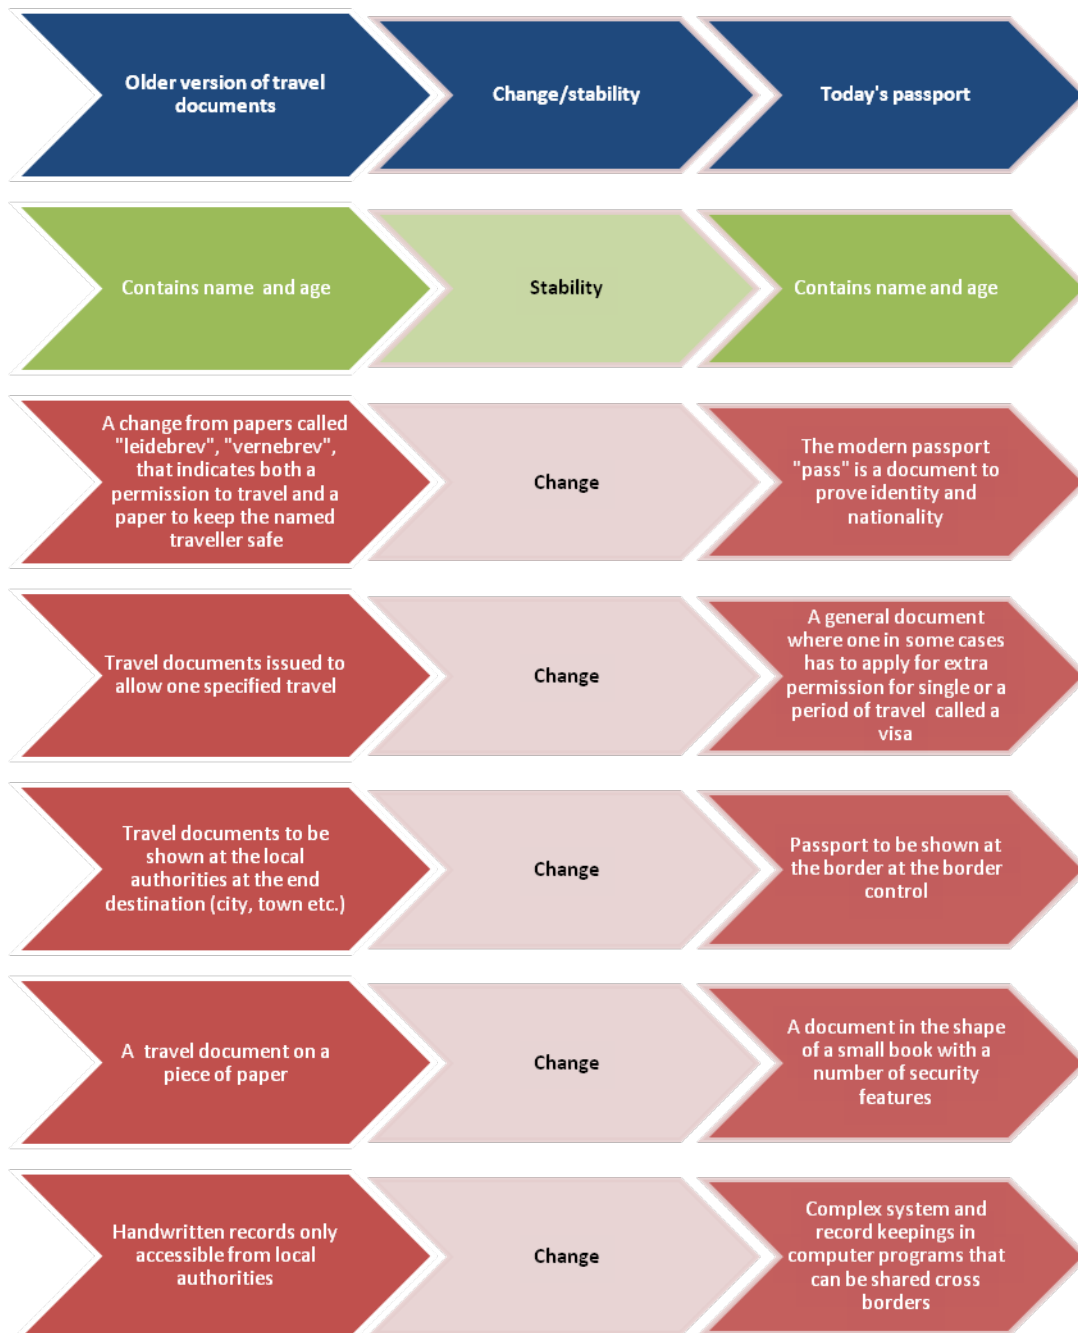 Older version of travel
documents
Change/stability
Today's passport
Contains name  and age
Stability
Contains name and age
A change from papers called
"leidebrev", "vernebrev",
that indicates both a
permission to travel and a
paper to keep the named
traveller safe
Change
The modern passport
"pass" is a document to
prove identity and
nationality
Travel documents issued to
allow one specified travel
Change
A general document
where one in some cases
has to apply for extra
permission for single or a
period of travel  called a
visa
Travel documents to be
shown at the local
authorities at the end
destination (city, town etc.)
Change
Passport to be shown at
the border at the border
control
A  travel document on a
piece of paper
Change
A document in the shape
of a small book with a
number of security
features
Handwritten records only
accessible from local
authorities
Change
Complex system and
record keepings in
computer programs that
can be shared cross
borders